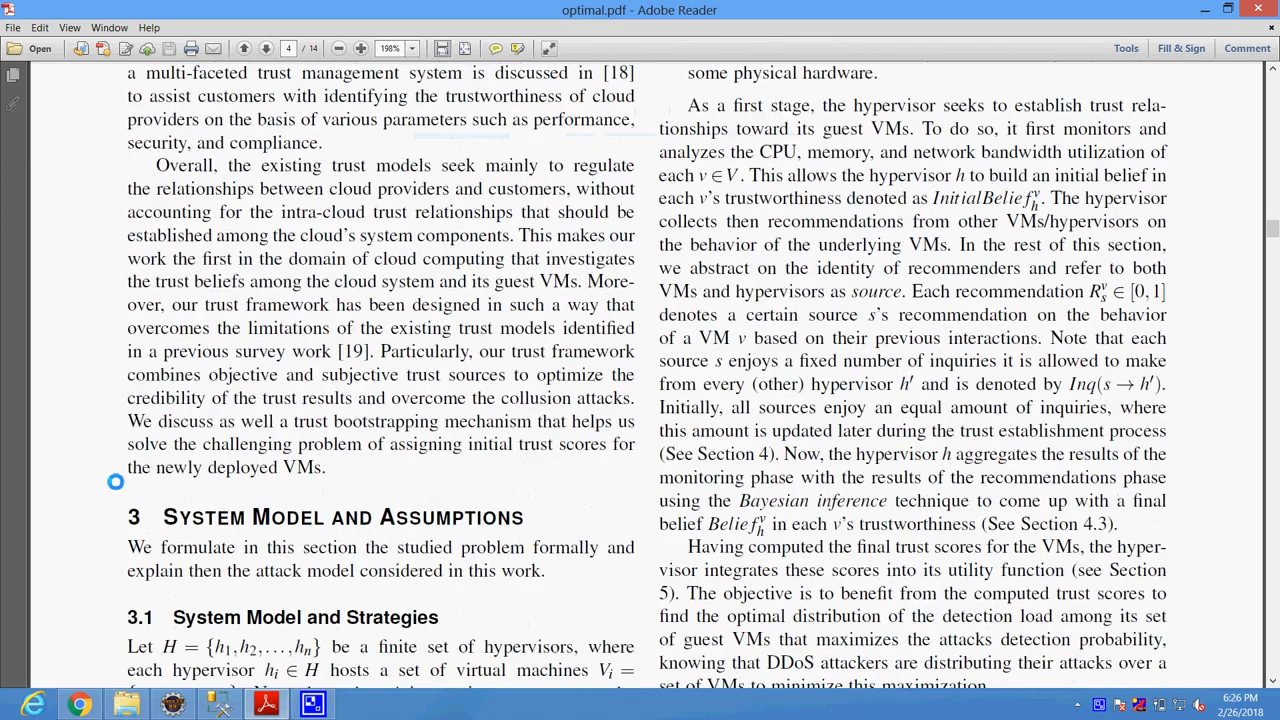 optimal.pdf - Adobe Reader
File Edit View Window Help
Open 4 / 14 198% Tools Fill & Sign Comment
a multi-faceted trust management system is discussed in [18]
to assist customers with identifying the trustworthiness of cloud
providers on the basis of various parameters such as performance,
security, and compliance.
Overall, the existing trust models seek mainly to regulate
the relationships between cloud providers and customers, without
accounting for the intra-cloud trust relationships that should be
established among the cloud's system components. This makes our
work the first in the domain of cloud computing that investigates
the trust beliefs among the cloud system and its guest VMs. More-
over, our trust framework has been designed in such a way that
overcomes the limitations of the existing trust models identified
in a previous survey work [19]. Particularly, our trust framework
combines objective and subjective trust sources to optimize the
credibility of the trust results and overcome the collusion attacks.
We discuss as well a trust bootstrapping mechanism that helps us
solve the challenging problem of assigning initial trust scores for
the newly deployed VMs.
3 SYSTEM MODEL AND ASSUMPTIONS
We formulate in this section the studied problem formally and
explain then the attack model considered in this work.
3.1 System Model and Strategies
Let H = {h1,h2,...,hn} be a finite set of hypervisors, where
each hypervisor hi ∈ H hosts a set of virtual machines Vi =
some physical hardware.
As a first stage, the hypervisor seeks to establish trust rela-
tionships toward its guest VMs. To do so, it first monitors and
analyzes the CPU, memory, and network bandwidth utilization of
each v ∈ V. This allows the hypervisor h to build an initial belief in
each v's trustworthiness denoted as InitialBelief_h^v. The hypervisor
collects then recommendations from other VMs/hypervisors on
the behavior of the underlying VMs. In the rest of this section,
we abstract on the identity of recommenders and refer to both
VMs and hypervisors as source. Each recommendation R_s^v ∈ [0,1]
denotes a certain source s's recommendation on the behavior
of a VM v based on their previous interactions. Note that each
source s enjoys a fixed number of inquiries it is allowed to make
from every (other) hypervisor h′ and is denoted by Inq(s → h′).
Initially, all sources enjoy an equal amount of inquiries, where
this amount is updated later during the trust establishment process
(See Section 4). Now, the hypervisor h aggregates the results of the
monitoring phase with the results of the recommendations phase
using the Bayesian inference technique to come up with a final
belief Belief_h^v in each v's trustworthiness (See Section 4.3).
Having computed the final trust scores for the VMs, the hyper-
visor integrates these scores into its utility function (see Section
5). The objective is to benefit from the computed trust scores to
find the optimal distribution of the detection load among its set
of guest VMs that maximizes the attacks detection probability,
knowing that DDoS attackers are distributing their attacks over a
set of VMs to minimize this maximization.
6:26 PM
2/26/2018